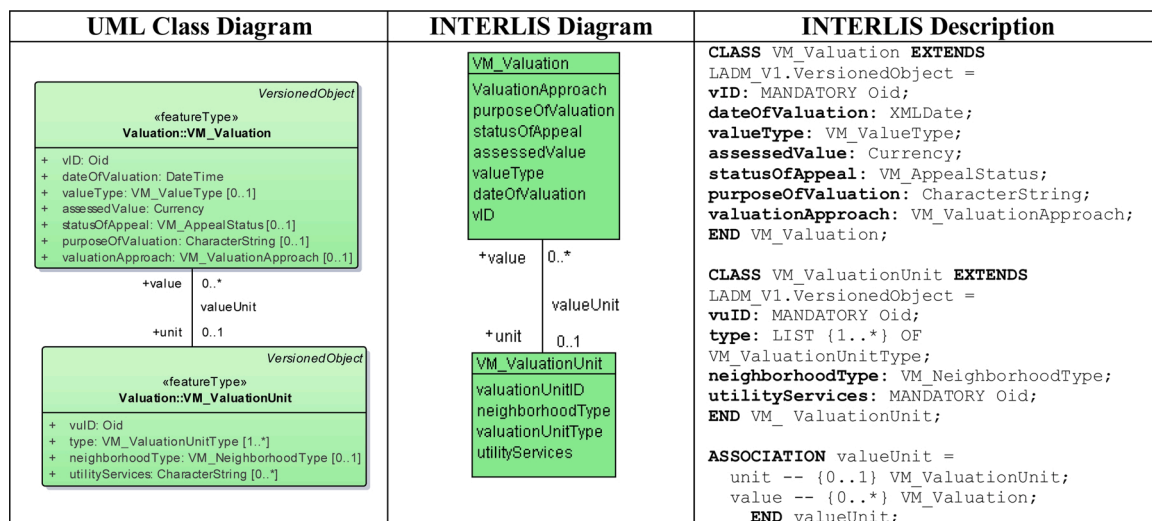 UML Class Diagram
INTERLIS Diagram
INTERLIS Description
VersionedObject
«featureType»
Valuation::VM_Valuation
+ vID: Oid
+ dateOfValuation: DateTime
+ valueType: VM_ValueType [0..1]
+ assessedValue: Currency
+ statusOfAppeal: VM_AppealStatus [0..1]
+ purposeOfValuation: CharacterString [0..1]
+ valuationApproach: VM_ValuationApproach [0..1]
+value 0..*
valueUnit
+unit 0..1
VersionedObject
«featureType»
Valuation::VM_ValuationUnit
+ vuID: Oid
+ type: VM_ValuationUnitType [1..*]
+ neighborhoodType: VM_NeighborhoodType [0..1]
+ utilityServices: CharacterString [0..*]
VM_Valuation
ValuationApproach
purposeOfValuation
statusOfAppeal
assessedValue
valueType
dateOfValuation
vID
+value 0..*
valueUnit
+unit 0..1
VM_ValuationUnit
valuationUnitID
neighborhoodType
valuationUnitType
utilityServices
CLASS VM_Valuation EXTENDS
LADM_V1.VersionedObject =
vID: MANDATORY Oid;
dateOfValuation: XMLDate;
valueType: VM_ValueType;
assessedValue: Currency;
statusOfAppeal: VM_AppealStatus;
purposeOfValuation: CharacterString;
valuationApproach: VM_ValuationApproach;
END VM_Valuation;
CLASS VM_ValuationUnit EXTENDS
LADM_V1.VersionedObject =
vuID: MANDATORY Oid;
type: LIST {1..*} OF
VM_ValuationUnitType;
neighborhoodType: VM_NeighborhoodType;
utilityServices: MANDATORY Oid;
END VM_ ValuationUnit;
ASSOCIATION valueUnit =
unit -- {0..1} VM_ValuationUnit;
value -- {0..*} VM_Valuation;
END valueUnit;